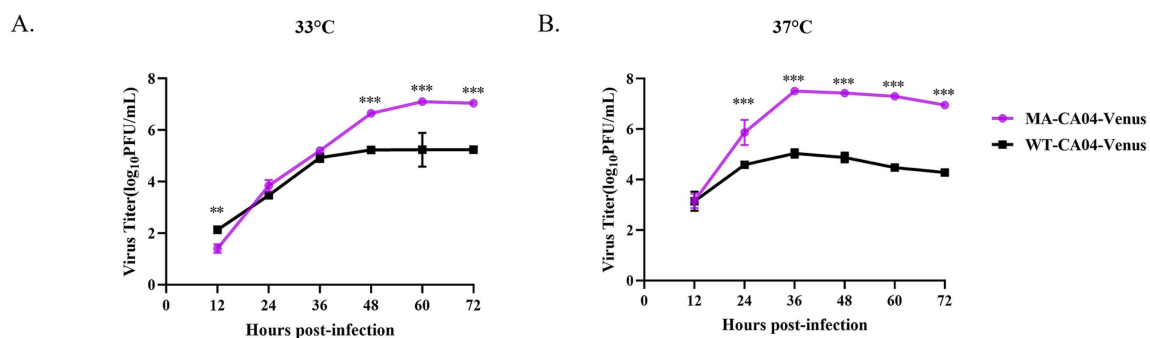 A.
33°C
Virus Titer(log10PFU/mL)
8
6
4
2
0
**
***
***
***
0 12 24 36 48 60 72
Hours post-infection
B.
37°C
Virus Titer(log10PFU/mL)
8
6
4
2
0
***
***
***
***
***
0 12 24 36 48 60 72
Hours post-infection
MA-CA04-Venus
WT-CA04-Venus